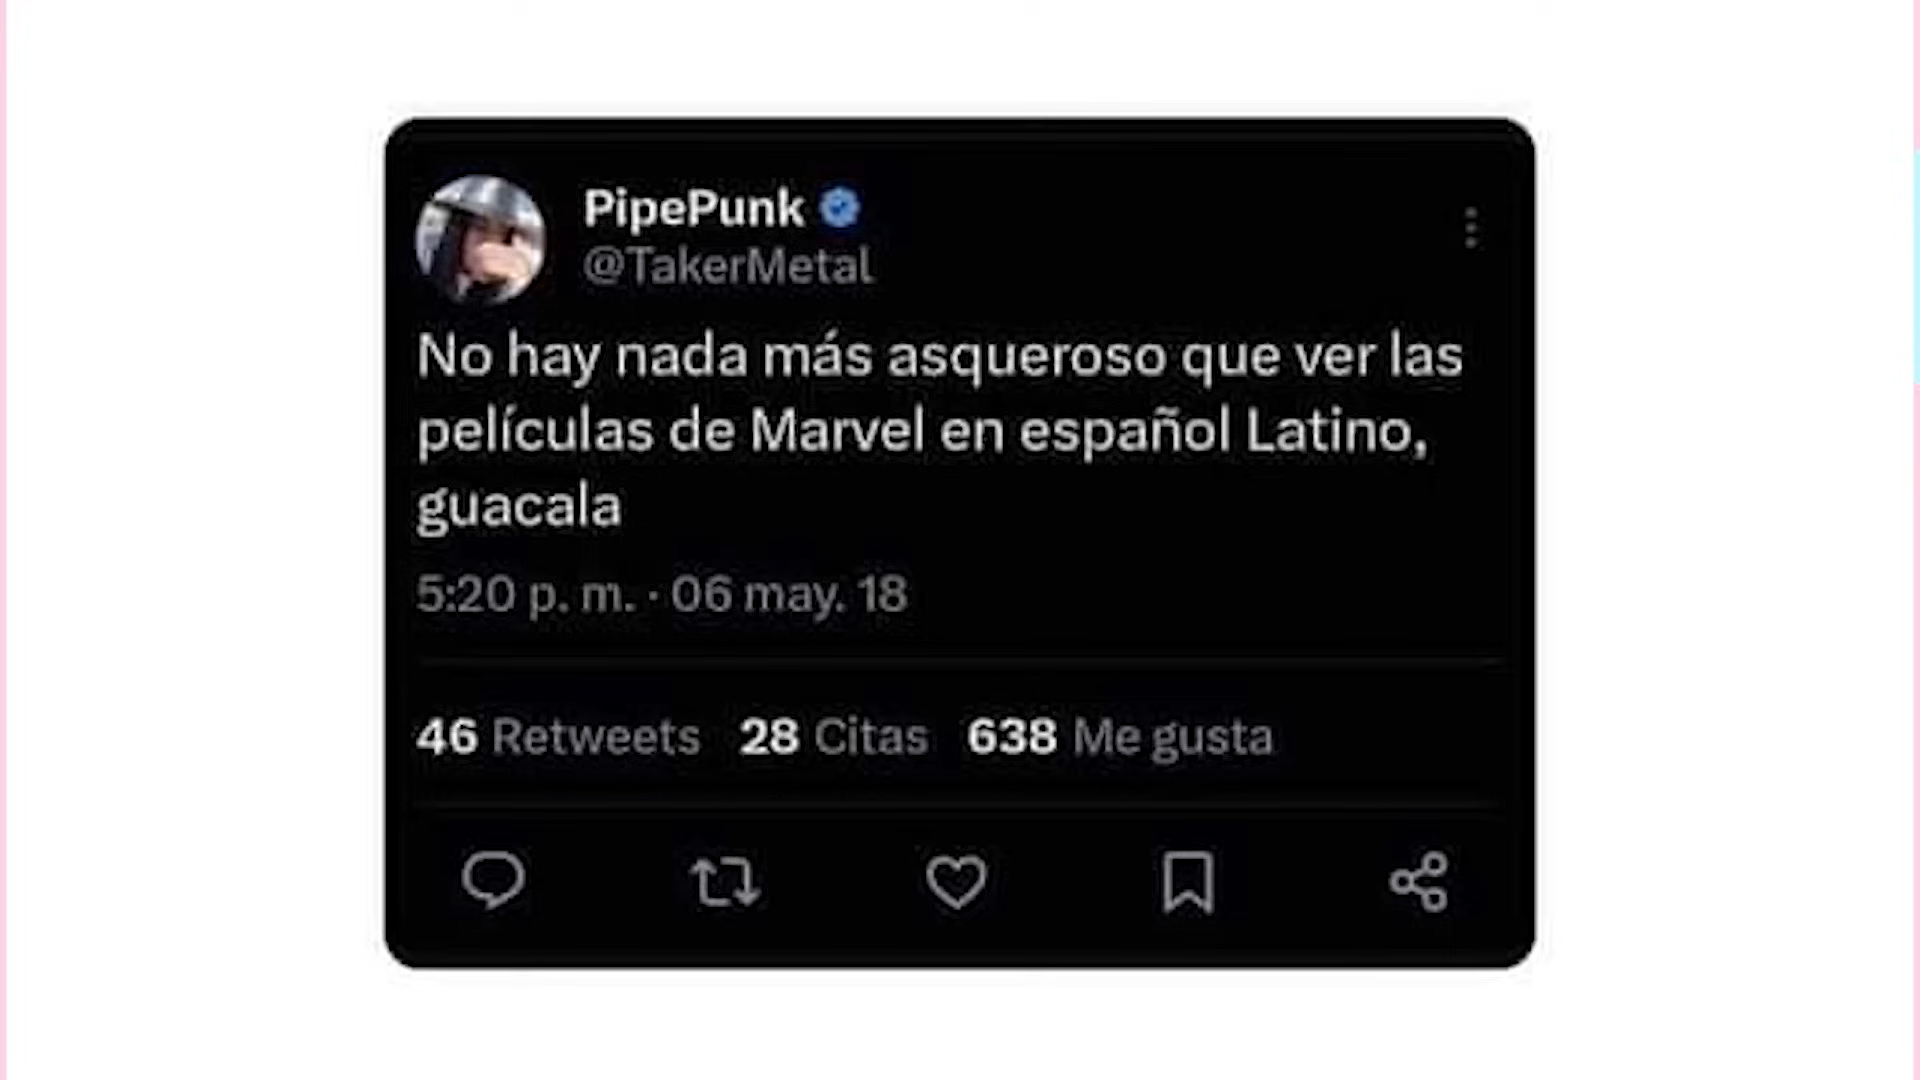 PipePunk
@TakerMetal
No hay nada más asqueroso que ver las
películas de Marvel en español Latino,
guacala
5:20 p. m. · 06 may. 18
46 Retweets 28 Citas 638 Me gusta